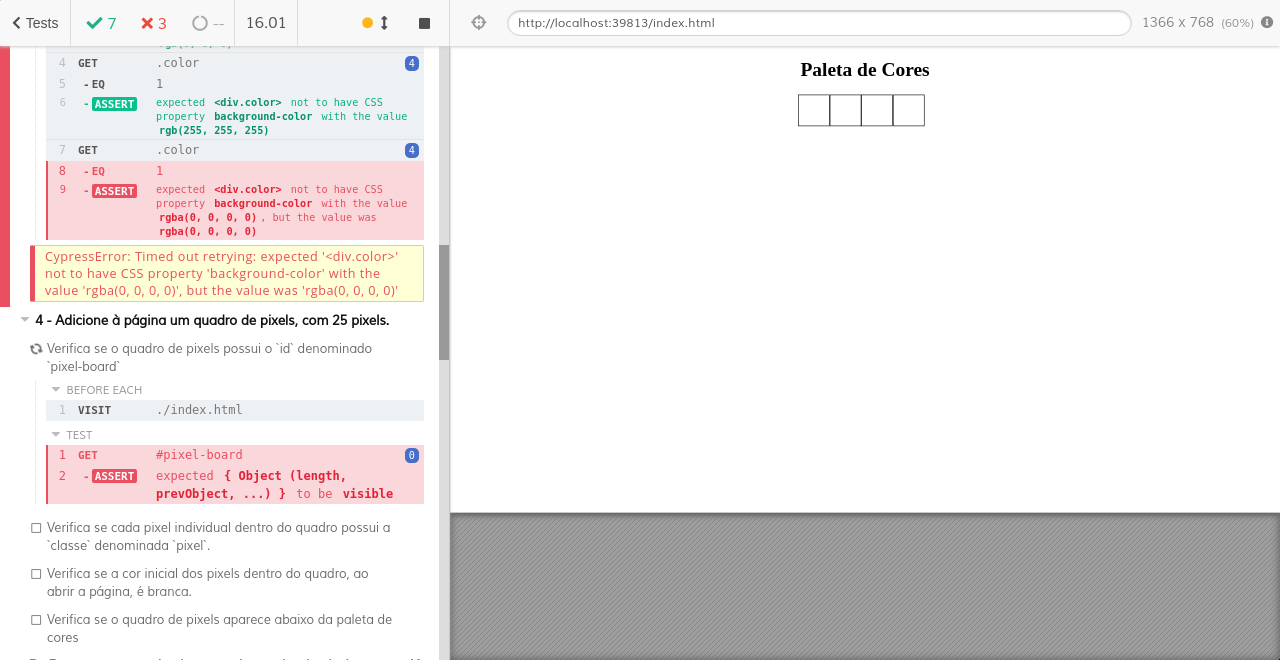 Tests 7 3 -- 16.01 http://localhost:39813/index.html 1366 x 768 (60%)
4 GET .color 4
5 - EQ 1
6 - ASSERT expected <div.color> not to have CSS
property background-color with the value
rgb(255, 255, 255)
7 GET .color 4
8 - EQ 1
9 - ASSERT expected <div.color> not to have CSS
property background-color with the value
rgba(0, 0, 0, 0), but the value was
rgba(0, 0, 0, 0)
CypressError: Timed out retrying: expected '<div.color>'
not to have CSS property 'background-color' with the
value 'rgba(0, 0, 0, 0)', but the value was 'rgba(0, 0, 0, 0)'
4 - Adicione à página um quadro de pixels, com 25 pixels.
Verifica se o quadro de pixels possui o `id` denominado
`pixel-board`
BEFORE EACH
1 VISIT ./index.html
TEST
1 GET #pixel-board 0
2 - ASSERT expected { Object (length,
prevObject, ...) } to be visible
Verifica se cada pixel individual dentro do quadro possui a
`classe` denominada `pixel`.
Verifica se a cor inicial dos pixels dentro do quadro, ao
abrir a página, é branca.
Verifica se o quadro de pixels aparece abaixo da paleta de
cores
Paleta de Cores